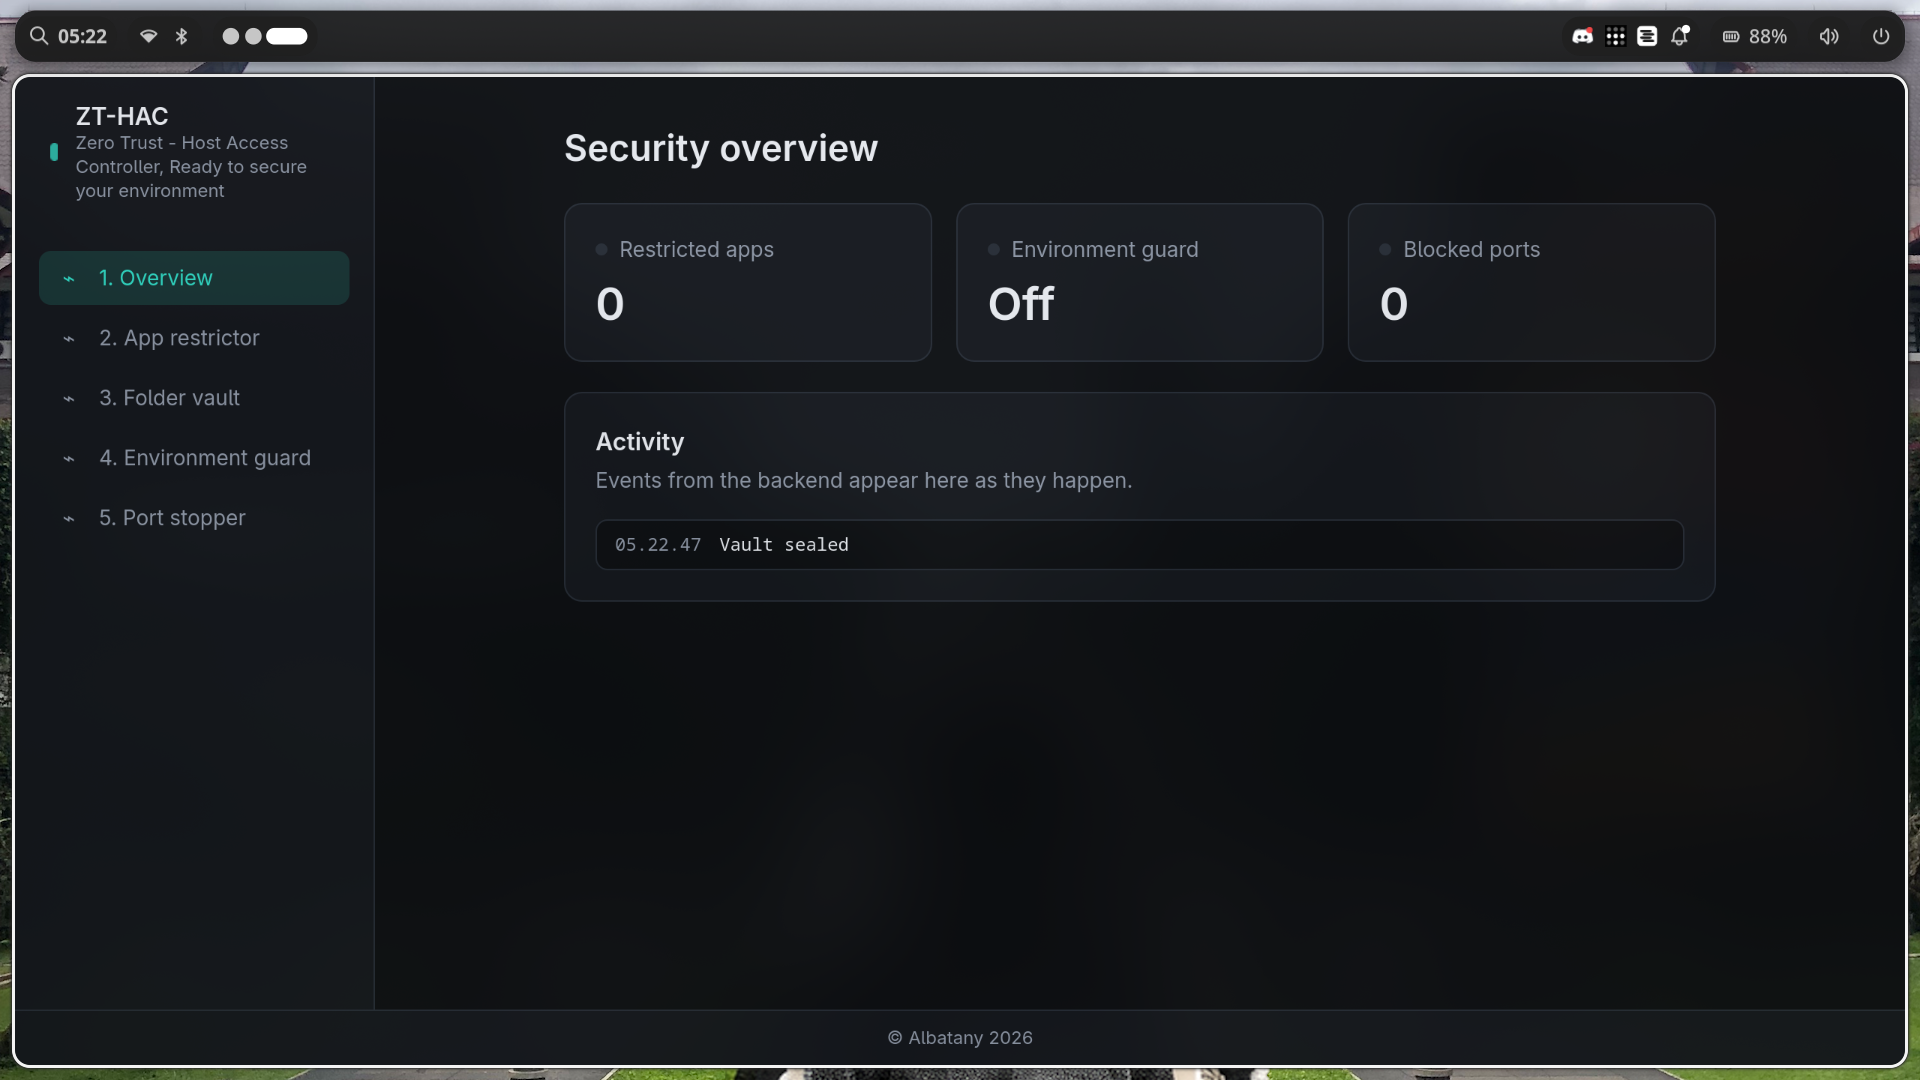 05:22
88%
ZT-HAC
Zero Trust - Host Access
Controller, Ready to secure
your environment
1. Overview
2. App restrictor
3. Folder vault
4. Environment guard
5. Port stopper
Security overview
Restricted apps
0
Environment guard
Off
Blocked ports
0
Activity
Events from the backend appear here as they happen.
05.22.47 Vault sealed
© Albatany 2026